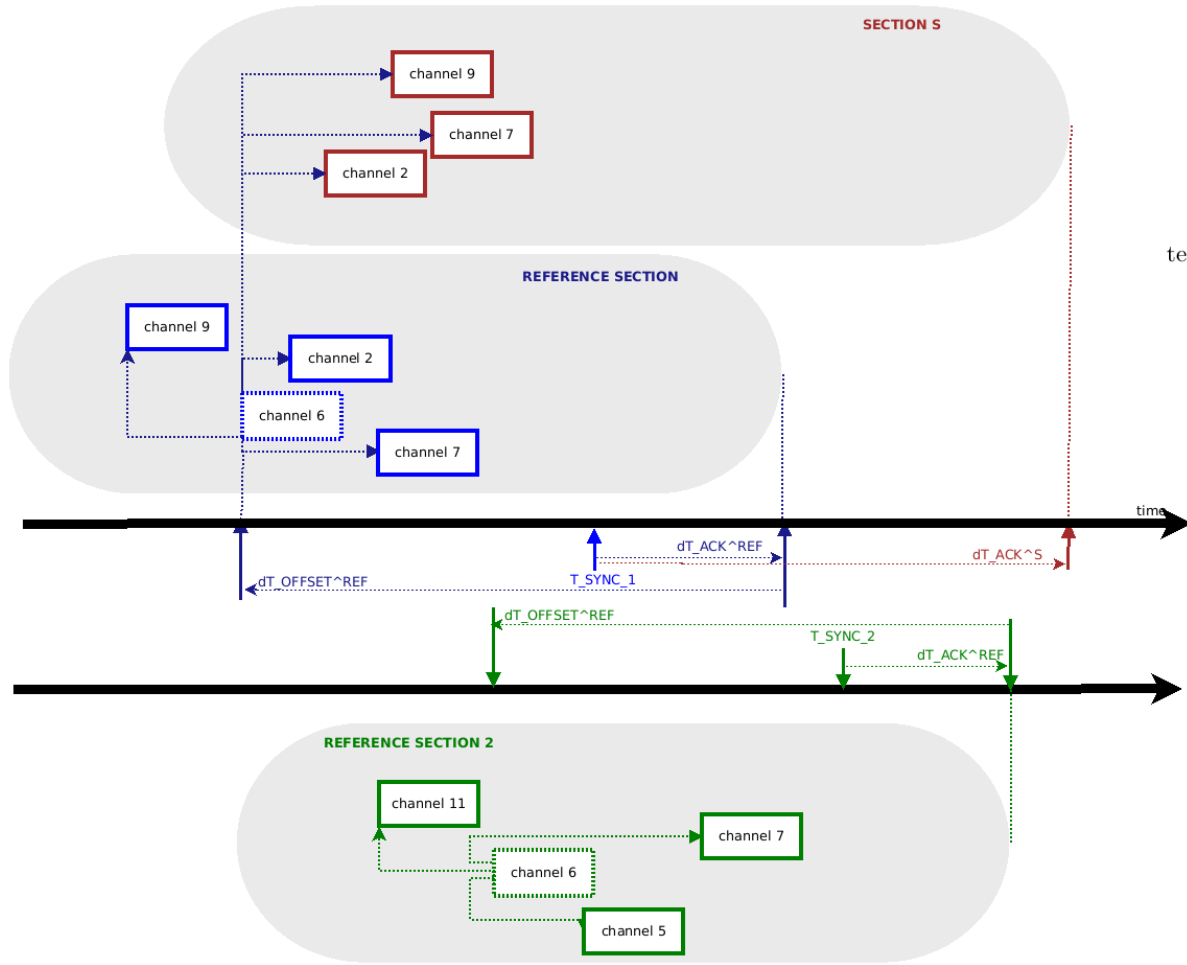 SECTION S
channel 9
channel 7
channel 2
te
REFERENCE SECTION
channel 9
channel 2
channel 6
channel 7
time
dT_ACK^REF
dT_ACK^S
dT_OFFSET^REF
T_SYNC_1
dT_OFFSET^REF
T_SYNC_2
dT_ACK^REF
REFERENCE SECTION 2
channel 11
channel 7
channel 6
channel 5